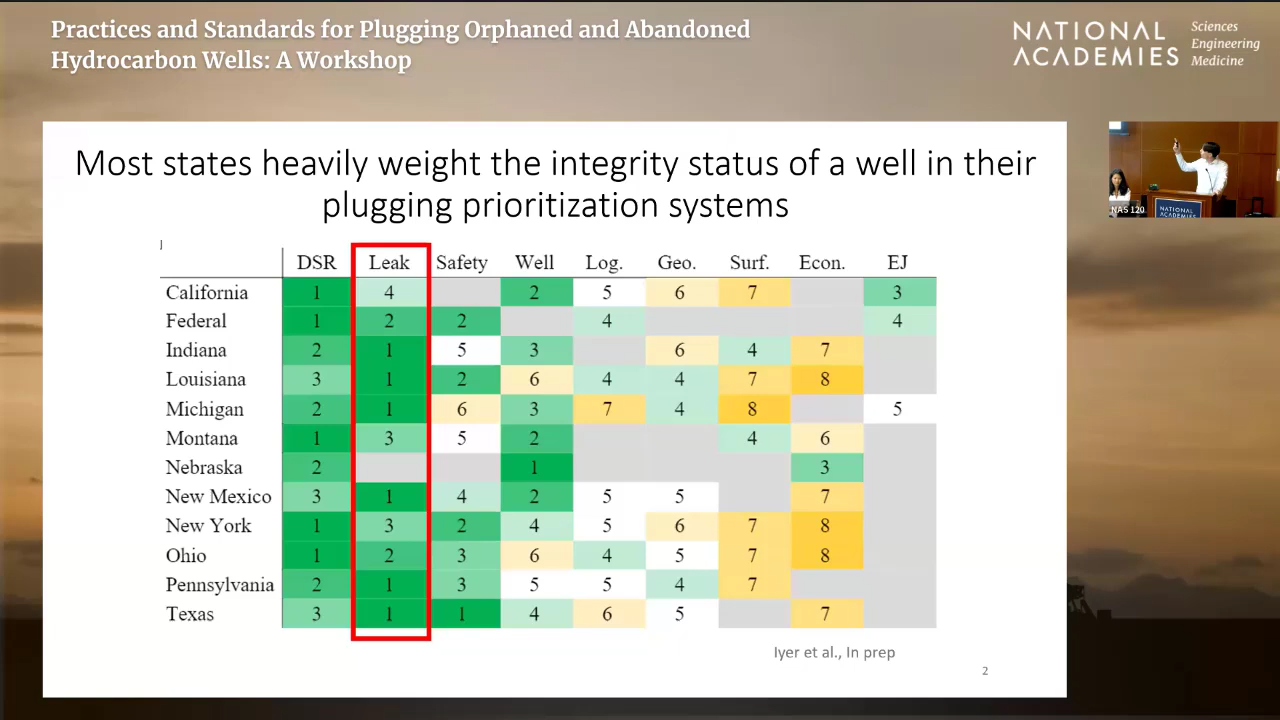 Practices and Standards for Plugging Orphaned and Abandoned
Hydrocarbon Wells: A Workshop
NATIONAL
ACADEMIES
Sciences
Engineering
Medicine
Most states heavily weight the integrity status of a well in their
plugging prioritization systems
DSR Leak Safety Well Log. Geo. Surf. Econ. EJ
California 1 4 2 5 6 7 3
Federal 1 2 2 4 4
Indiana 2 1 5 3 6 4 7
Louisiana 3 1 2 6 4 4 7 8
Michigan 2 1 6 3 7 4 8 5
Montana 1 3 5 2 4 6
Nebraska 2 1 3
New Mexico 3 1 4 2 5 5 7
New York 1 3 2 4 5 6 7 8
Ohio 1 2 3 6 4 5 7 8
Pennsylvania 2 1 3 5 5 4 7
Texas 3 1 1 4 6 5 7
Iyer et al., In prep
2
NAS 120
NATIONAL
ACADEMIES